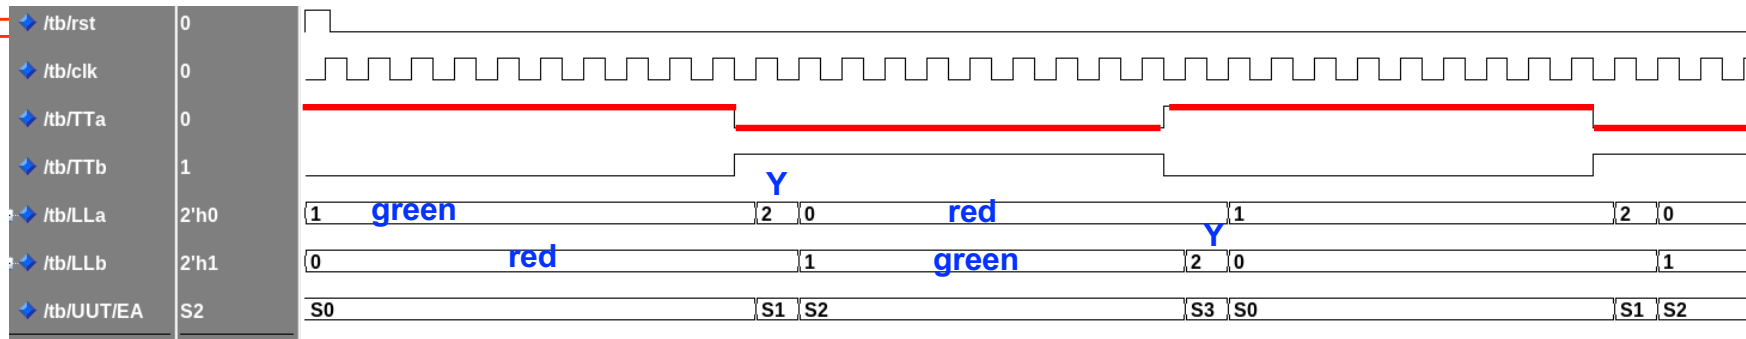 /tb/rst 0
/tb/clk 0
/tb/TTa 0
/tb/TTb 1
Y
/tb/LLa 2'h0 1 green 2 0 red 1 2 0
Y
/tb/LLb 2'h1 0 red 1 green 2 0 1
/tb/UUT/EA S2 S0 S1 S2 S3 S0 S1 S2